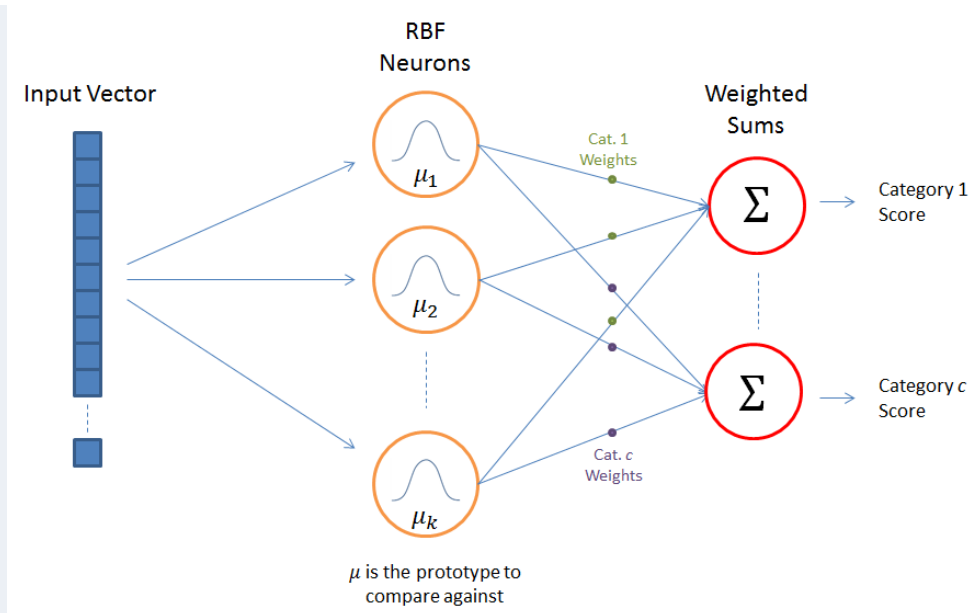 RBF
Neurons
Input Vector
Weighted
Sums
Cat. 1
Weights
μ₁
Σ
Category 1
Score
μ₂
Σ
Category c
Score
Cat. c
Weights
μₖ
μ is the prototype to
compare against